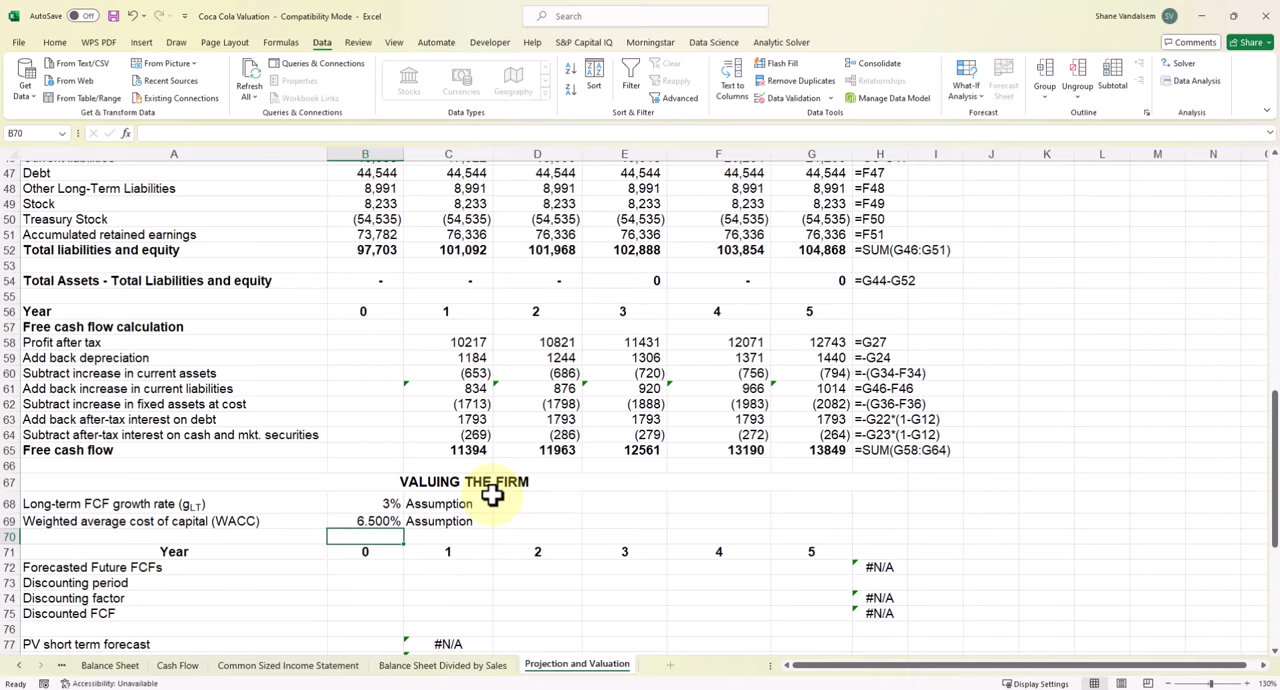 AutoSave Off Coca Cola Valuation - Compatibility Mode - Excel Search Shane Vandalsem SV
File Home WPS PDF Insert Draw Page Layout Formulas Data Review View Automate Developer Help S&P Capital IQ Morningstar Data Science Analytic Solver Comments Share
From Text/CSV From Picture Queries & Connections Clear Flash Fill Consolidate Solver
From Web Recent Sources Properties Reapply Remove Duplicates Relationships Data Analysis
From Table/Range Existing Connections Workbook Links Advanced Data Validation Manage Data Model
Get Data Refresh All Stocks Currencies Geography Sort Filter Text to Columns What-If Analysis Forecast Sheet Group Ungroup Subtotal
Get & Transform Data Queries & Connections Data Types Sort & Filter Data Tools Forecast Outline Analysis
B70 fx
A B C D E F G H I J K L M N
47 Debt 44,544 44,544 44,544 44,544 44,544 44,544 =F47
48 Other Long-Term Liabilities 8,991 8,991 8,991 8,991 8,991 8,991 =F48
49 Stock 8,233 8,233 8,233 8,233 8,233 8,233 =F49
50 Treasury Stock (54,535) (54,535) (54,535) (54,535) (54,535) (54,535) =F50
51 Accumulated retained earnings 73,782 76,336 76,336 76,336 76,336 76,336 =F51
52 Total liabilities and equity 97,703 101,092 101,968 102,888 103,854 104,868 =SUM(G46:G51)
53
54 Total Assets - Total Liabilities and equity - - - 0 - 0 =G44-G52
55
56 Year 0 1 2 3 4 5
57 Free cash flow calculation
58 Profit after tax 10217 10821 11431 12071 12743 =G27
59 Add back depreciation 1184 1244 1306 1371 1440 =-G24
60 Subtract increase in current assets (653) (686) (720) (756) (794) =-(G34-F34)
61 Add back increase in current liabilities 834 876 920 966 1014 =G46-F46
62 Subtract increase in fixed assets at cost (1713) (1798) (1888) (1983) (2082) =-(G36-F36)
63 Add back after-tax interest on debt 1793 1793 1793 1793 1793 =-G22*(1-G12)
64 Subtract after-tax interest on cash and mkt. securities (269) (286) (279) (272) (264) =-G23*(1-G12)
65 Free cash flow 11394 11963 12561 13190 13849 =SUM(G58:G64)
66
67 VALUING THE FIRM
68 Long-term FCF growth rate (gLT) 3% Assumption
69 Weighted average cost of capital (WACC) 6.500% Assumption
70
71 Year 0 1 2 3 4 5
72 Forecasted Future FCFs #N/A
73 Discounting period
74 Discounting factor #N/A
75 Discounted FCF #N/A
76
77 PV short term forecast #N/A
... Balance Sheet Cash Flow Common Sized Income Statement Balance Sheet Divided by Sales Projection and Valuation
Ready Accessibility: Unavailable Display Settings 130%